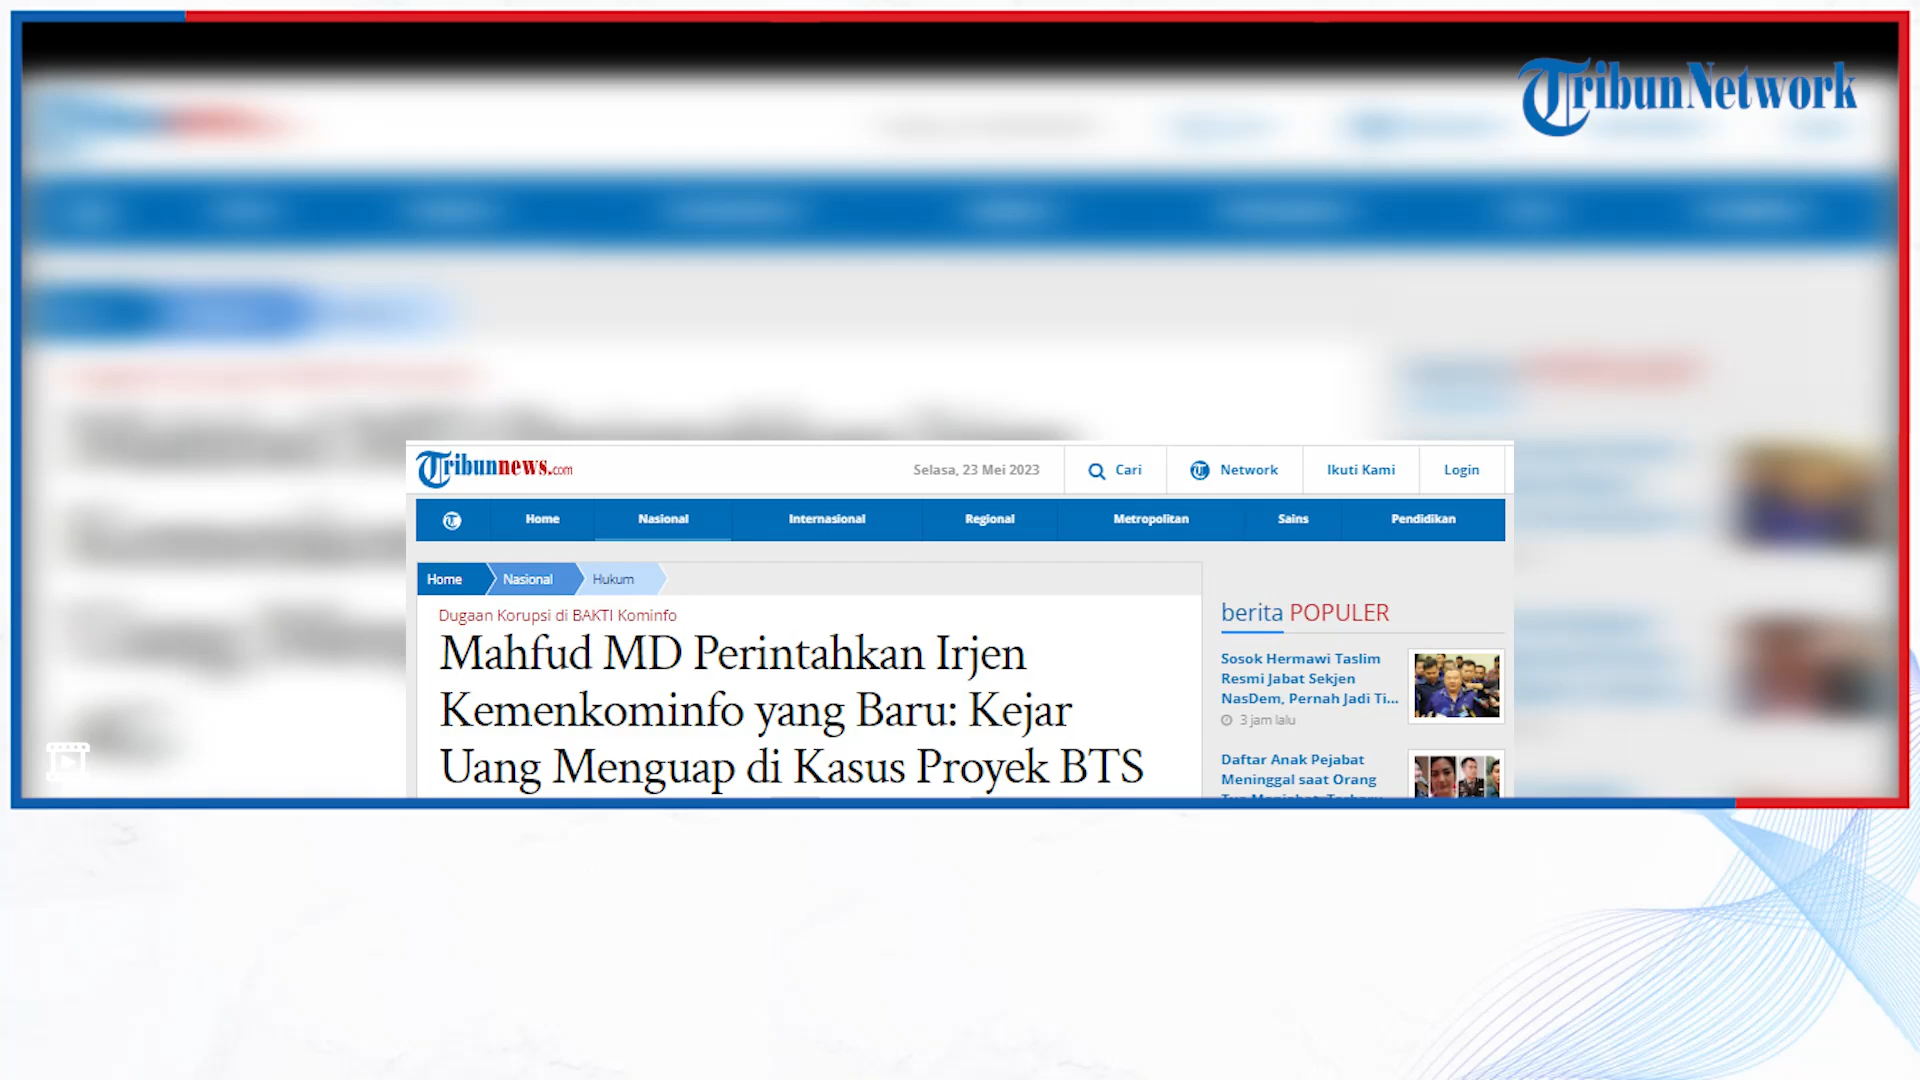 TribunNetwork
Tribunnews.com
Selasa, 23 Mei 2023
Cari
Network
Ikuti Kami
Login
Home
Nasional
Internasional
Regional
Metropolitan
Sains
Pendidikan
Home
Nasional
Hukum
Dugaan Korupsi di BAKTI Kominfo
Mahfud MD Perintahkan Irjen
Kemenkominfo yang Baru: Kejar
Uang Menguap di Kasus Proyek BTS
berita POPULER
Sosok Hermawi Taslim
Resmi Jabat Sekjen
NasDem, Pernah Jadi Ti...
3 jam lalu
Daftar Anak Pejabat
Meninggal saat Orang